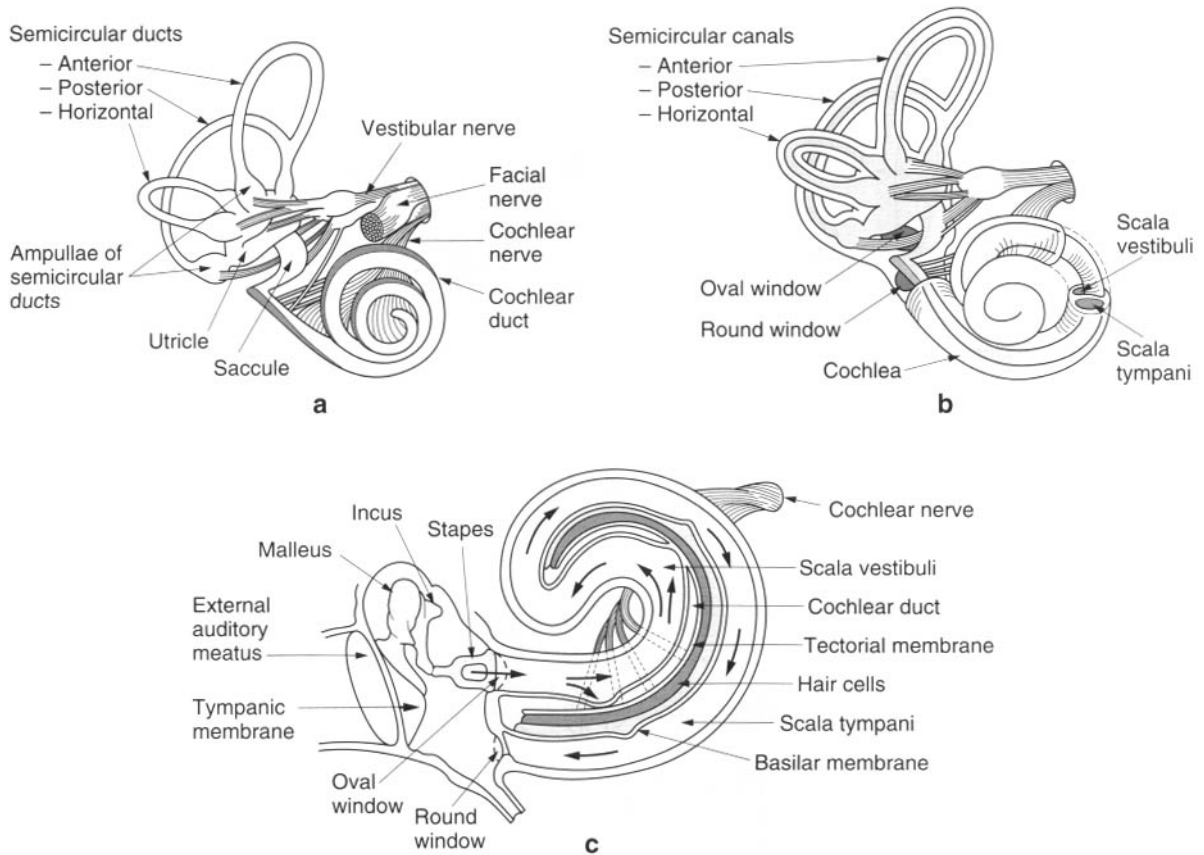 Semicircular ducts
– Anterior
– Posterior
– Horizontal
Vestibular nerve
Facial
nerve
Cochlear
nerve
Cochlear
duct
Ampullae of
semicircular
ducts
Utricle
Saccule
a
Semicircular canals
– Anterior
– Posterior
– Horizontal
Scala
vestibuli
Oval window
Round window
Scala
tympani
Cochlea
b
Incus
Stapes
Malleus
External
auditory
meatus
Tympanic
membrane
Oval
window
Round
window
Cochlear nerve
Scala vestibuli
Cochlear duct
Tectorial membrane
Hair cells
Scala tympani
Basilar membrane
c